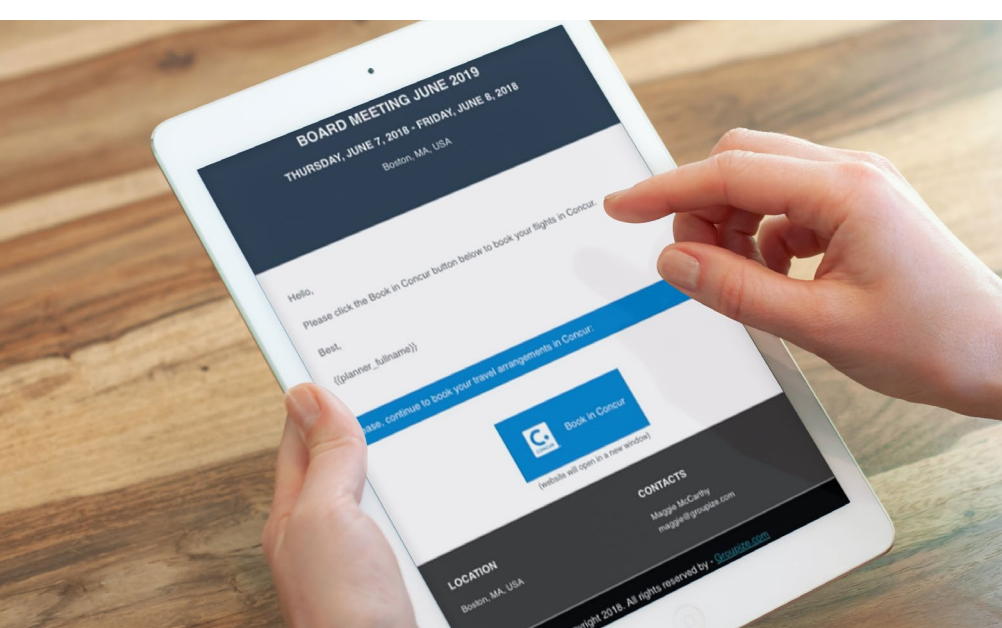 BOARD MEETING JUNE 2019
THURSDAY, JUNE 7, 2018 - FRIDAY, JUNE 8, 2018
Boston, MA, USA
Hello,
Please click the Book in Concur button below to book your flights in Concur.
Best,
{{planner_fullname}}
continue to book your travel arrangements in Concur:
C.
CONCUR
Book in Concur
(website will open in a new window)
LOCATION
Boston, MA, USA
CONTACTS
Maggie McCarthy
maggie@groupize.com
2018. All rights reserved by - Groupize.com